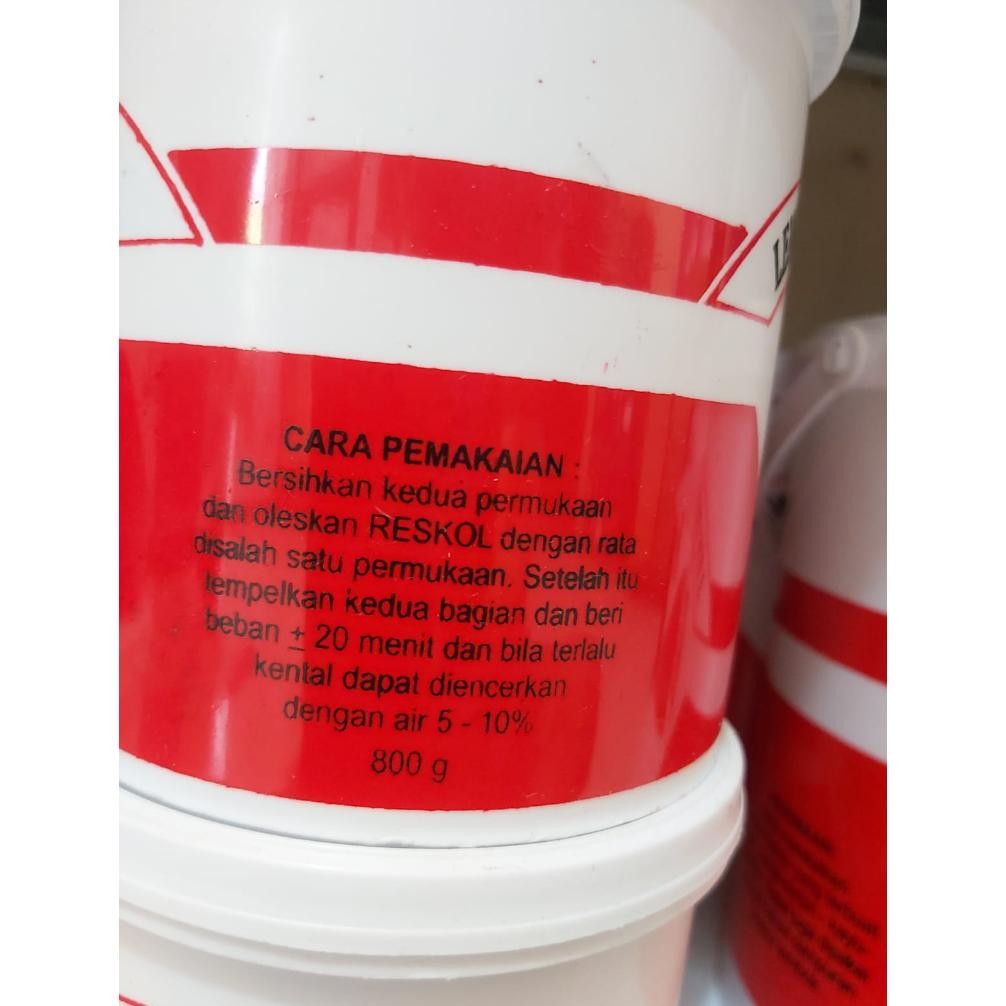 CARA PEMAKAIAN :
Bersihkan kedua permukaan
dan oleskan RESKOL dengan rata
disalah satu permukaan. Setelah itu
tempelkan kedua bagian dan beri
beban ± 20 menit dan bila terlalu
kental dapat diencerkan
dengan air 5 - 10%
800 g